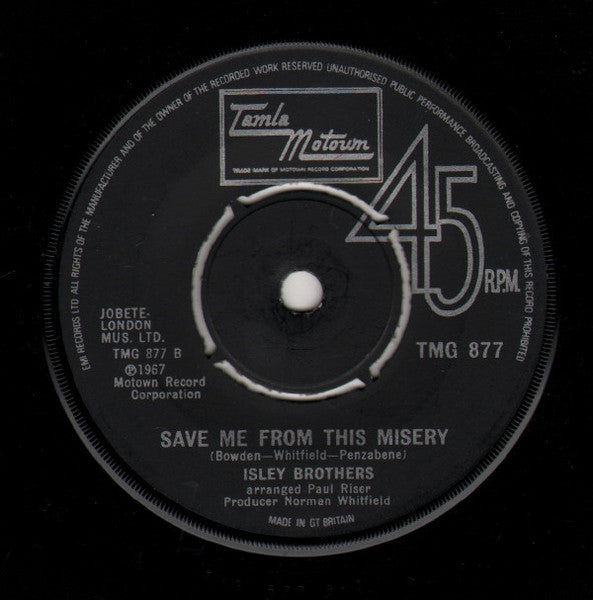 EMI RECORDS LTD ALL RIGHTS OF THE MANUFACTURER AND OF THE OWNER OF THE RECORDED WORK RESERVED UNAUTHORISED PUBLIC PERFORMANCE BROADCASTING AND COPYING OF THIS RECORD PROHIBITED
Tamla
Motown
TRADE MARK OF MOTOWN RECORD CORPORATION
45
R.P.M.
JOBETE-
LONDON
MUS. LTD.
TMG 877 B
℗1967
Motown Record
Corporation
TMG 877
SAVE ME FROM THIS MISERY
(Bowden—Whitfield—Penzabene)
ISLEY BROTHERS
arranged Paul Riser
Producer Norman Whitfield
MADE IN GT BRITAIN